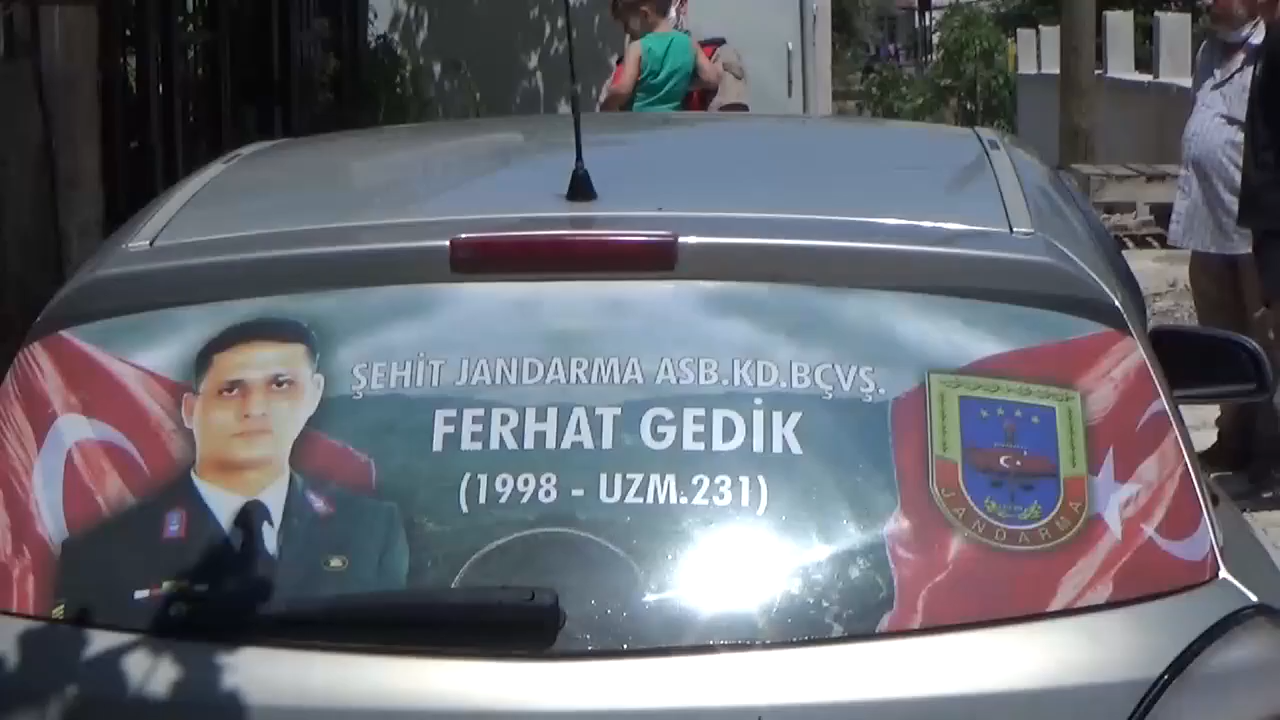 ŞEHİT JANDARMA ASB.KD.BÇVŞ.
FERHAT GEDİK
(1998 - UZM.231)
JANDARMA